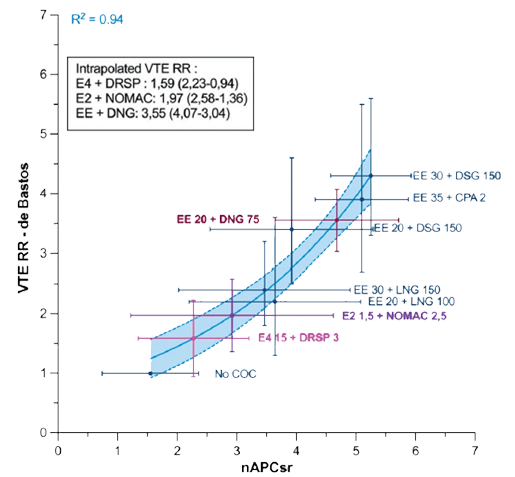 7
R² = 0.94
Intrapolated VTE RR :
E4 + DRSP : 1,59 (2,23-0,94)
E2 + NOMAC: 1,97 (2,58-1,36)
EE + DNG: 3,55 (4,07-3,04)
6
5
EE 30 + DSG 150
EE 35 + CPA 2
4
EE 20 + DNG 75
EE 20 + DSG 150
3
EE 30 + LNG 150
EE 20 + LNG 100
2
E2 1,5 + NOMAC 2,5
E4 15 + DRSP 3
1
No COC
0
VTE RR - de Bastos
0 1 2 3 4 5 6 7
nAPCsr